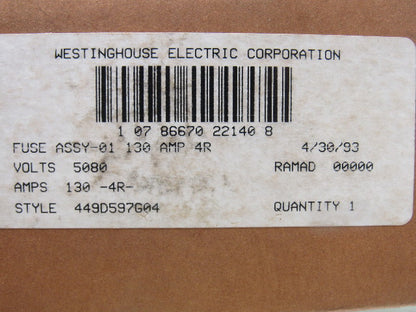 WESTINGHOUSE ELECTRIC CORPORATION
1 07 86670 22140 8
FUSE ASSY-01 130 AMP 4R 4/30/93
VOLTS 5080 RAMAD 00000
AMPS 130 -4R-
STYLE 449D597G04 QUANTITY 1